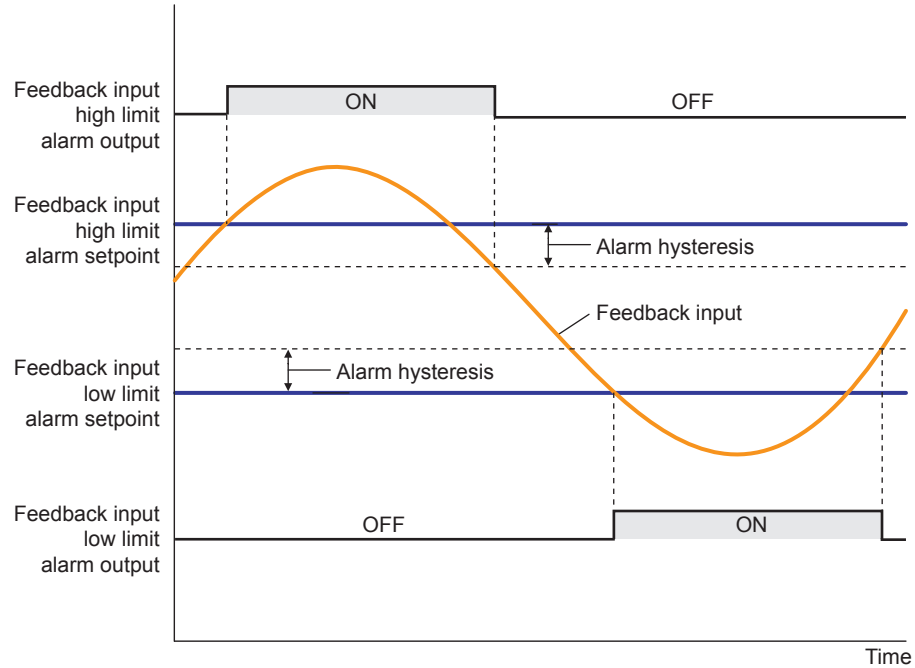 Feedback input
high limit
alarm output
ON
OFF
Feedback input
high limit
alarm setpoint
Alarm hysteresis
Feedback input
Feedback input
low limit
alarm setpoint
Alarm hysteresis
Feedback input
low limit
alarm output
OFF
ON
Time